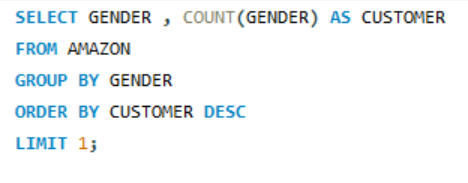 SELECT GENDER , COUNT(GENDER) AS CUSTOMER
FROM AMAZON
GROUP BY GENDER
ORDER BY CUSTOMER DESC
LIMIT 1;